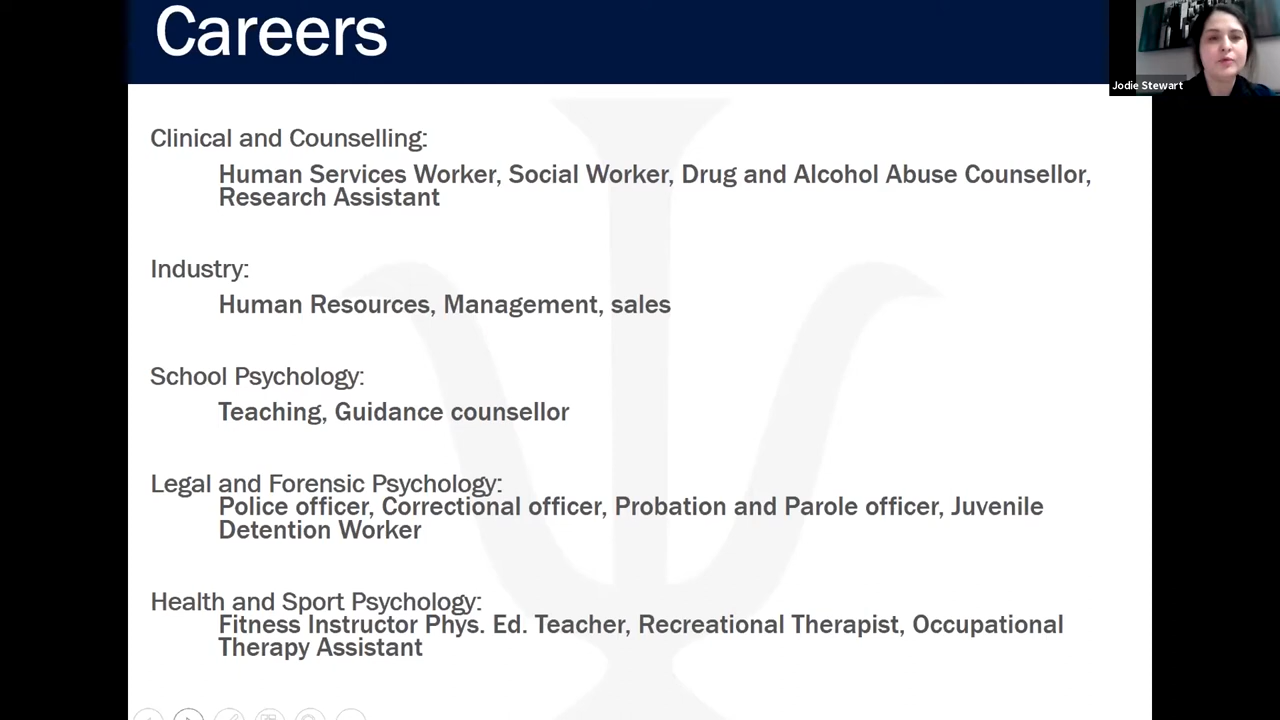 Careers
Jodie Stewart
Clinical and Counselling:
Human Services Worker, Social Worker, Drug and Alcohol Abuse Counsellor,
Research Assistant
Industry:
Human Resources, Management, sales
School Psychology:
Teaching, Guidance counsellor
Legal and Forensic Psychology:
Police officer, Correctional officer, Probation and Parole officer, Juvenile
Detention Worker
Health and Sport Psychology:
Fitness Instructor Phys. Ed. Teacher, Recreational Therapist, Occupational
Therapy Assistant